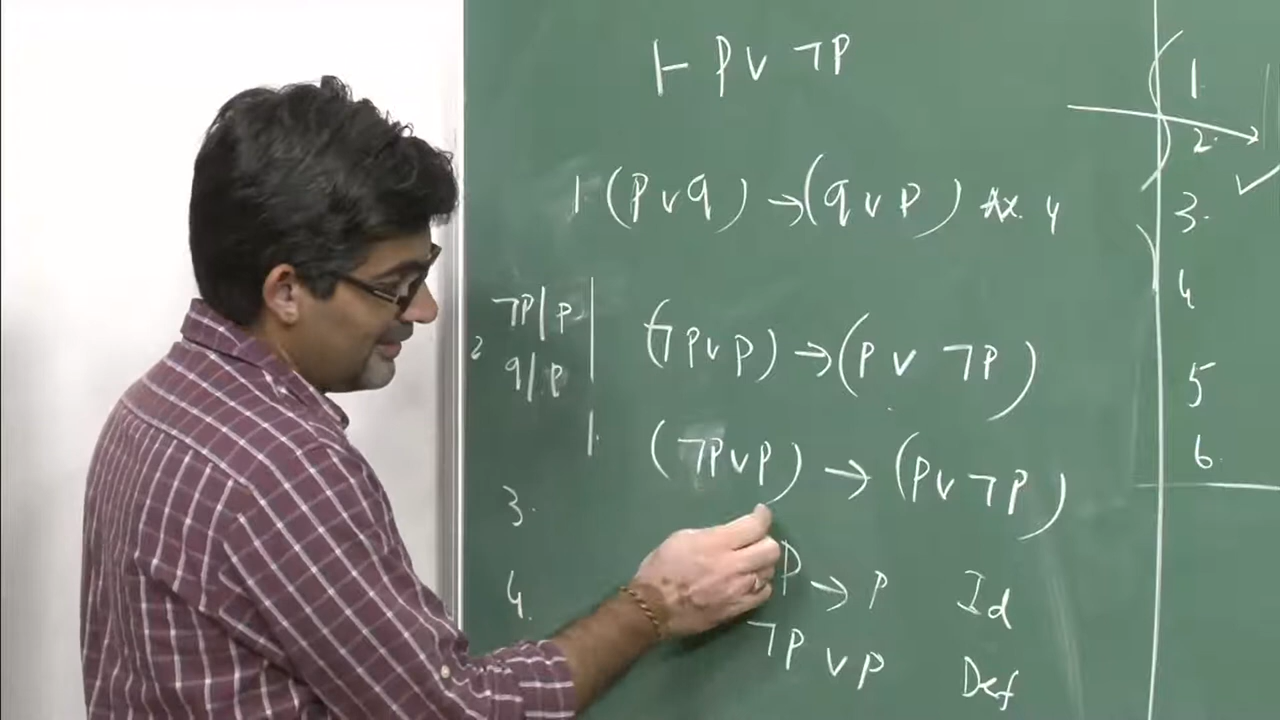 ⊢ P ∨ ¬P
1. (P ∨ q) → (q ∨ P) Ax. 4
2 ¬P | P
q | P
(¬P ∨ P) → (P ∨ ¬P)
1. (¬P ∨ P) → (P ∨ ¬P)
3.
P → P Id
4.
¬P ∨ P Def
1.
2.
3.
4
5
6.